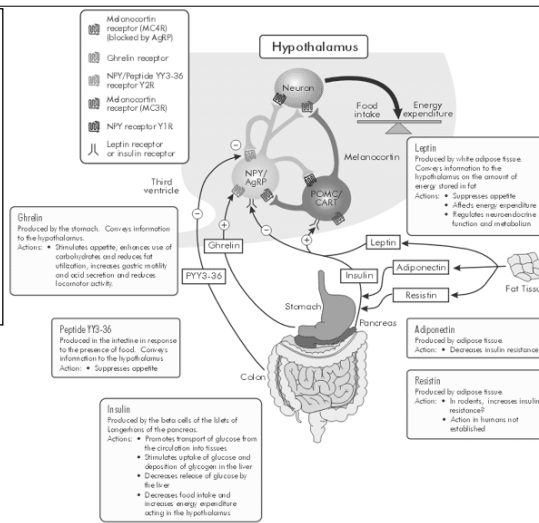 Melanocortin
receptor (MC4R)
(blocked by AgRP)
Ghrelin receptor
NPY/Peptide YY3-36
receptor Y2R
Melanocortin
receptor (MC3R)
NPY receptor Y1R
Leptin receptor
or insulin receptor
Hypothalamus
Neuron
Food
intake
Energy
expenditure
Melanocortin
Third
ventricle
NPY/
AgRP
POMC/
CART
Leptin
Produced by white adipose tissue.
Conveys information to the
hypothalamus on the amount of
energy stored in fat
Actions: • Suppresses appetite
• Affects energy expenditure
• Regulates neuroendocrine
function and metabolism
Ghrelin
Produced by the stomach. Conveys information
to the hypothalamus.
Actions: • Stimulates appetite, enhances use of
carbohydrates and reduces fat
utilization, increases gastric motility
and acid secretion and reduces
locomotor activity.
Ghrelin
PYY3-36
Leptin
Insulin
Adiponectin
Resistin
Fat Tissu
Stomach
Pancreas
Colon
Peptide YY3-36
Produced in the intestine in response
to the presence of food. Conveys
information to the hypothalamus
Action: • Suppresses appetite
Adiponectin
Produced by adipose tissue.
Action: • Decreases insulin resistance
Resistin
Produced by adipose tissue.
Action: • In rodents, increases insulin
resistance?
• Action in humans not
established
Insulin
Produced by the beta cells of the Islets of
Langerhans of the pancreas.
Actions: • Promotes transport of glucose from
the circulation into tissues
• Stimulates uptake of glucose and
deposition of glycogen in the liver
• Decreases release of glucose by
the liver
• Decreases food intake and
increases energy expenditure
acting in the hypothalamus